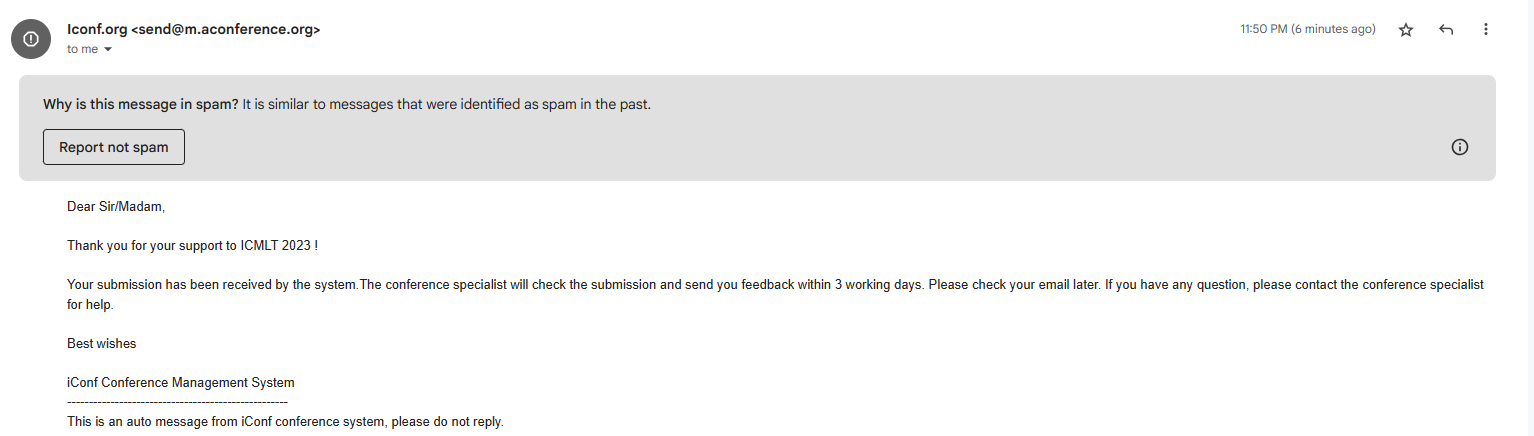 Iconf.org <send@m.aconference.org>
11:50 PM (6 minutes ago)
to me
Why is this message in spam? It is similar to messages that were identified as spam in the past.
Report not spam
Dear Sir/Madam,
Thank you for your support to ICMLT 2023 !
Your submission has been received by the system.The conference specialist will check the submission and send you feedback within 3 working days. Please check your email later. If you have any question, please contact the conference specialist
for help.
Best wishes
iConf Conference Management System
---------------------------------------------------
This is an auto message from iConf conference system, please do not reply.